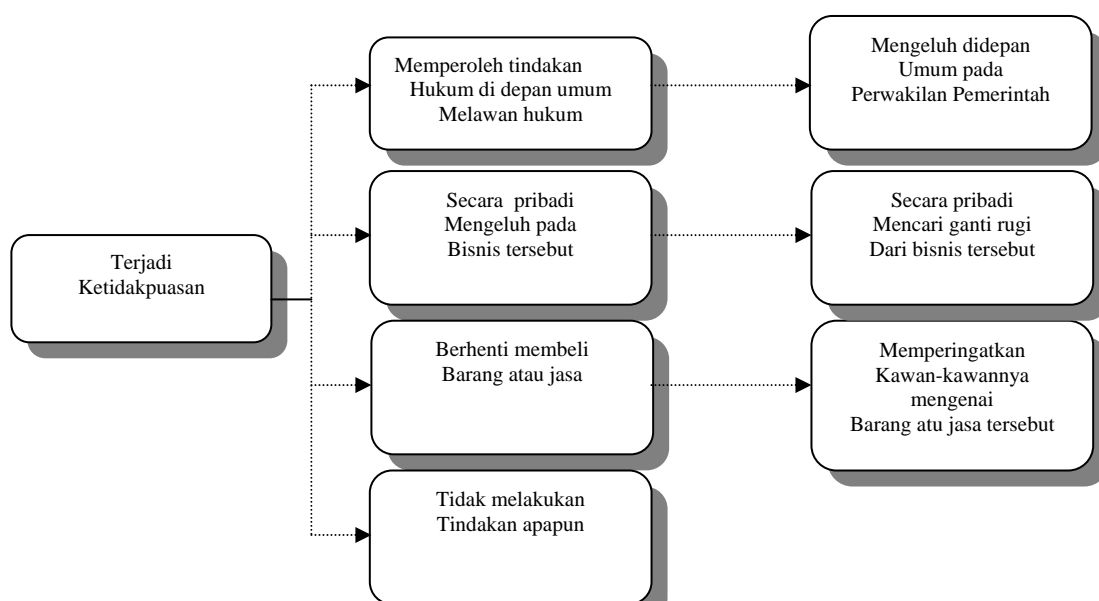 Terjadi
Ketidakpuasan
Memperoleh tindakan
Hukum di depan umum
Melawan hukum
Mengeluh didepan
Umum pada
Perwakilan Pemerintah
Secara pribadi
Mengeluh pada
Bisnis tersebut
Secara pribadi
Mencari ganti rugi
Dari bisnis tersebut
Berhenti membeli
Barang atau jasa
Memperingatkan
Kawan-kawannya
mengenai
Barang atu jasa tersebut
Tidak melakukan
Tindakan apapun